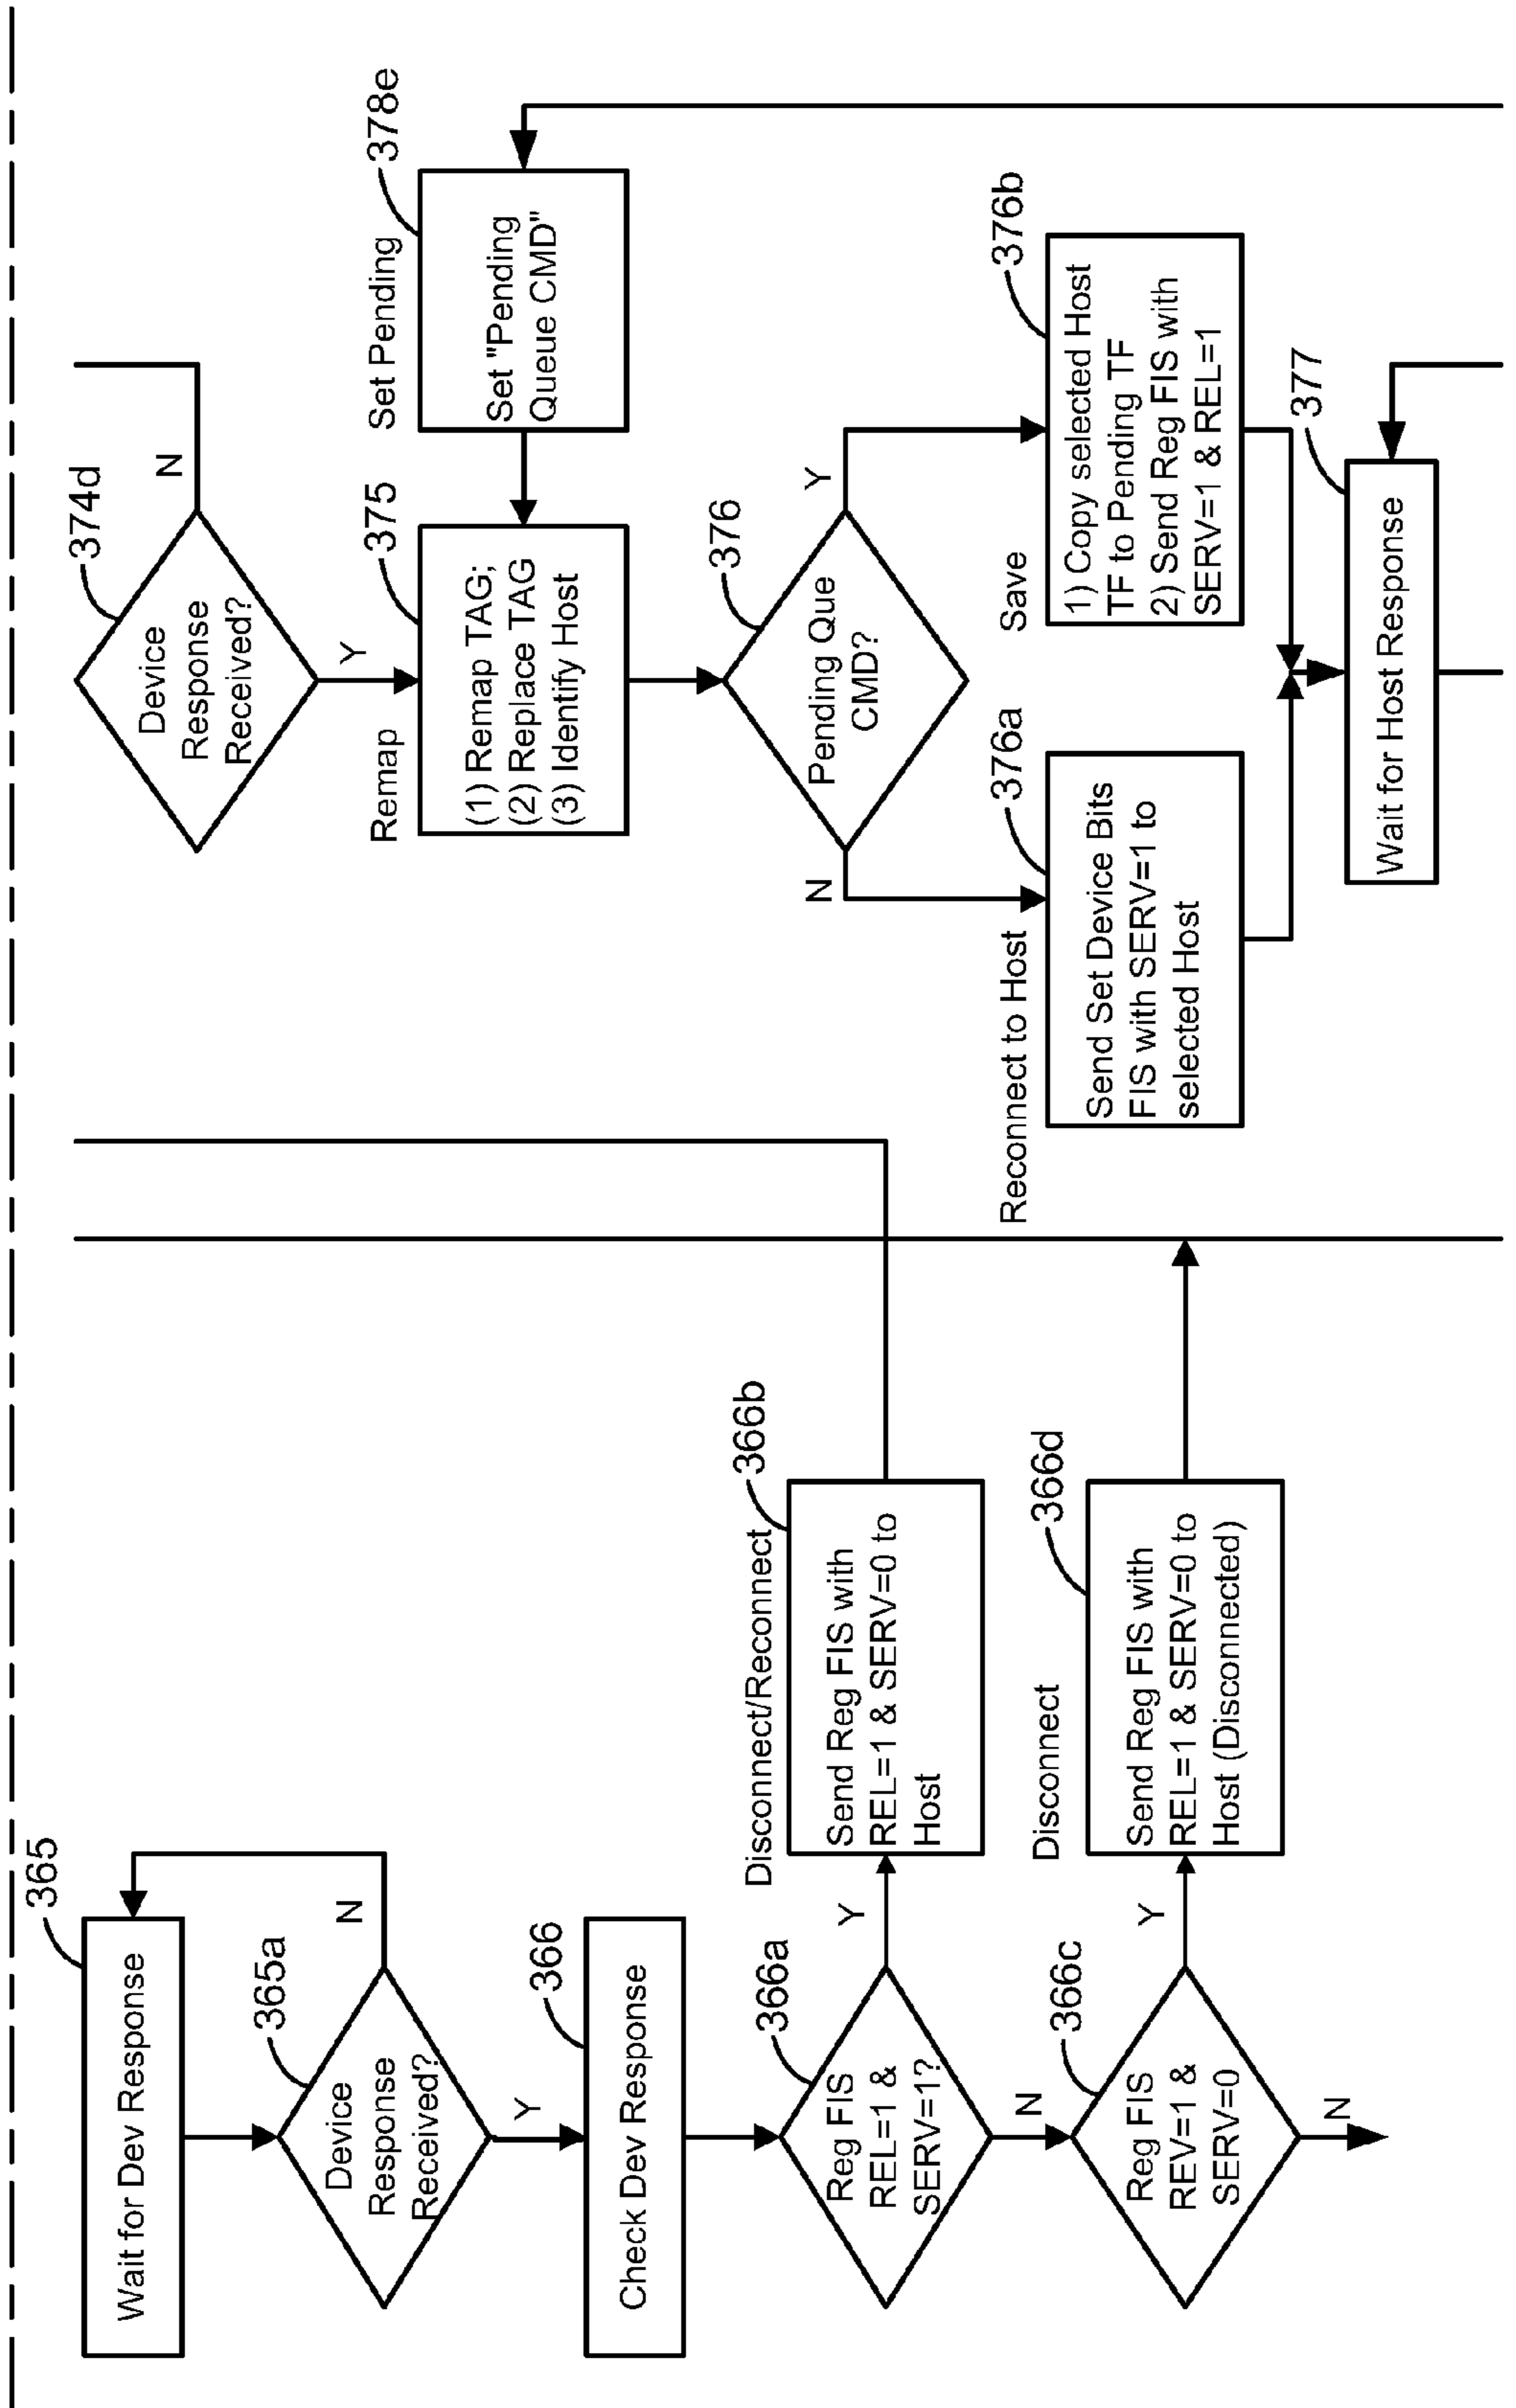 365
Wait for Dev Response
365a
Device
Response
Received?
N
Y
366
Check Dev Response
366a
Reg FIS
REL=1 &
SERV=1?
Y
N
Disconnect/Reconnect
366b
Send Reg FIS with
REL=1 & SERV=0 to
Host
366c
Reg FIS
REV=1 &
SERV=0
Y
N
Disconnect
366d
Send Reg FIS with
REL=1 & SERV=0 to
Host (Disconnected)
374d
Device
Response
Received?
N
Y
Remap
375
(1) Remap TAG;
(2) Replace TAG
(3) Identify Host
Set Pending
378e
Set "Pending
Queue CMD"
376
Pending Que
CMD?
N
Y
Reconnect to Host
376a
Send Set Device Bits
FIS with SERV=1 to
selected Host
Save
376b
1) Copy selected Host
TF to Pending TF
2) Send Reg FIS with
SERV=1 & REL=1
377
Wait for Host Response